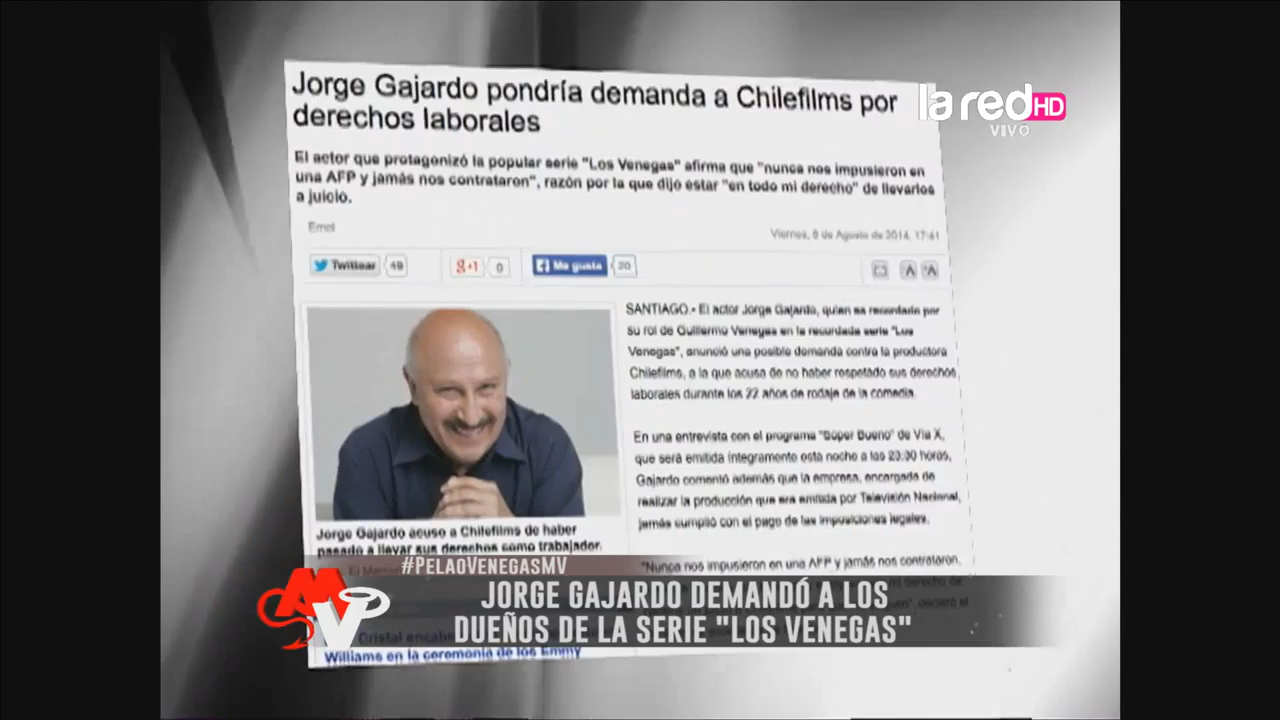 Jorge Gajardo pondría demanda a Chilefilms por
derechos laborales
la red HD
VIVO
El actor que protagonizó la popular serie "Los Venegas" afirma que "nunca nos impusieron en
una AFP y jamás nos contrataron", razón por la que dijo estar "en todo mi derecho" de llevarlos
a juicio.
Emol
Viernes, 8 de Agosto de 2014, 17:41
Twittear 49
g+1 0
Me gusta 20
A A
SANTIAGO.- El actor Jorge Gajardo, quien es recordado por
su rol de Guillermo Venegas en la recordada serie "Los
Venegas", anunció una posible demanda contra la productora
Chilefilms, a la que acusa de no haber respetado sus derechos
laborales durante los 22 años de rodaje de la comedia.
En una entrevista con el programa "Súper Bueno" de Vía X,
que será emitida íntegramente esta noche a las 23:30 horas,
Gajardo comentó además que la empresa, encargada de
realizar la producción que era emitida por Televisión Nacional,
jamás cumplió con el pago de las imposiciones legales.
"Nunca nos impusieron en una AFP y jamás nos contrataron.
Jorge Gajardo acusó a Chilefilms de haber
pasado a llevar sus derechos como trabajador.
#PELAOVENEGASMV
MV
JORGE GAJARDO DEMANDÓ A LOS
DUEÑOS DE LA SERIE "LOS VENEGAS"
Cristal
Williams en la ceremonia de los Emmy